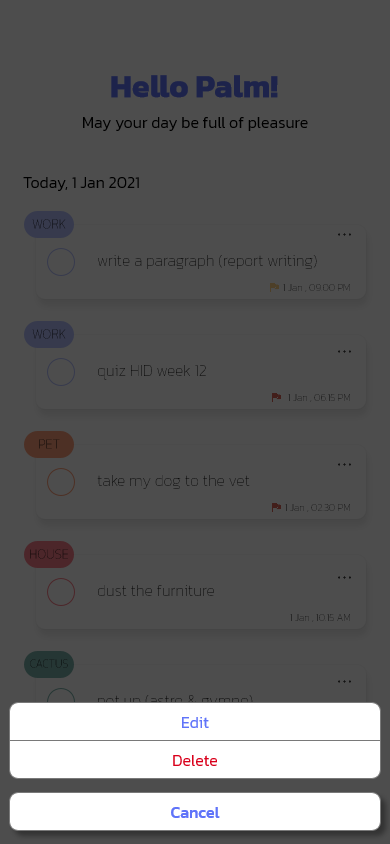 Hello Palm!
May your day be full of pleasure
Today, 1 Jan 2021
WORK
...
write a paragraph (report writing)
1 Jan , 09.00 PM
WORK
...
quiz HID week 12
1 Jan , 06.15 PM
PET
...
take my dog to the vet
1 Jan , 02.30 PM
HOUSE
...
dust the furniture
1 Jan , 10.15 AM
CACTUS
...
pot up (astro & gymno)
Edit
Delete
Cancel